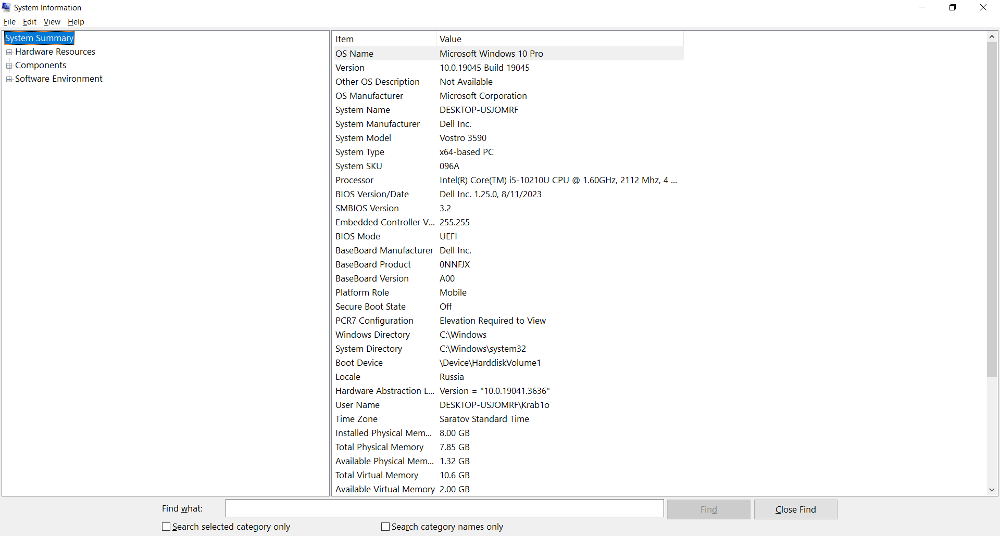 System Information
File Edit View Help
System Summary
Hardware Resources
Components
Software Environment
Item Value
OS Name Microsoft Windows 10 Pro
Version 10.0.19045 Build 19045
Other OS Description Not Available
OS Manufacturer Microsoft Corporation
System Name DESKTOP-USJOMRF
System Manufacturer Dell Inc.
System Model Vostro 3590
System Type x64-based PC
System SKU 096A
Processor Intel(R) Core(TM) i5-10210U CPU @ 1.60GHz, 2112 Mhz, 4 ...
BIOS Version/Date Dell Inc. 1.25.0, 8/11/2023
SMBIOS Version 3.2
Embedded Controller V... 255.255
BIOS Mode UEFI
BaseBoard Manufacturer Dell Inc.
BaseBoard Product 0NNFJX
BaseBoard Version A00
Platform Role Mobile
Secure Boot State Off
PCR7 Configuration Elevation Required to View
Windows Directory C:\Windows
System Directory C:\Windows\system32
Boot Device \Device\HarddiskVolume1
Locale Russia
Hardware Abstraction L... Version = "10.0.19041.3636"
User Name DESKTOP-USJOMRF\Krab1o
Time Zone Saratov Standard Time
Installed Physical Mem... 8.00 GB
Total Physical Memory 7.85 GB
Available Physical Mem... 1.32 GB
Total Virtual Memory 10.6 GB
Available Virtual Memory 2.00 GB
Find what: Find Close Find
Search selected category only Search category names only